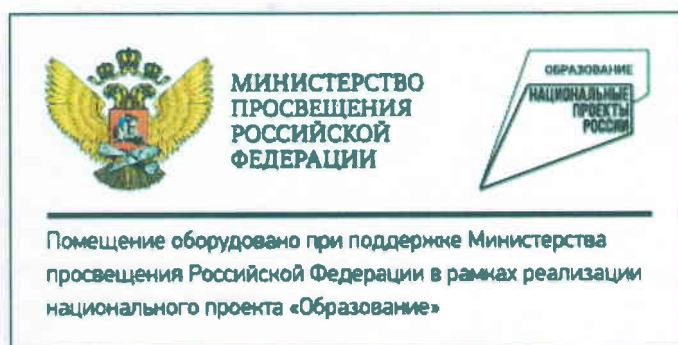 МИНИСТЕРСТВО
ПРОСВЕЩЕНИЯ
РОССИЙСКОЙ
ФЕДЕРАЦИИ
ОБРАЗОВАНИЕ
НАЦИОНАЛЬНЫЕ
ПРОЕКТЫ
РОССИИ
Помещение оборудовано при поддержке Министерства
просвещения Российской Федерации в рамках реализации
национального проекта «Образование»